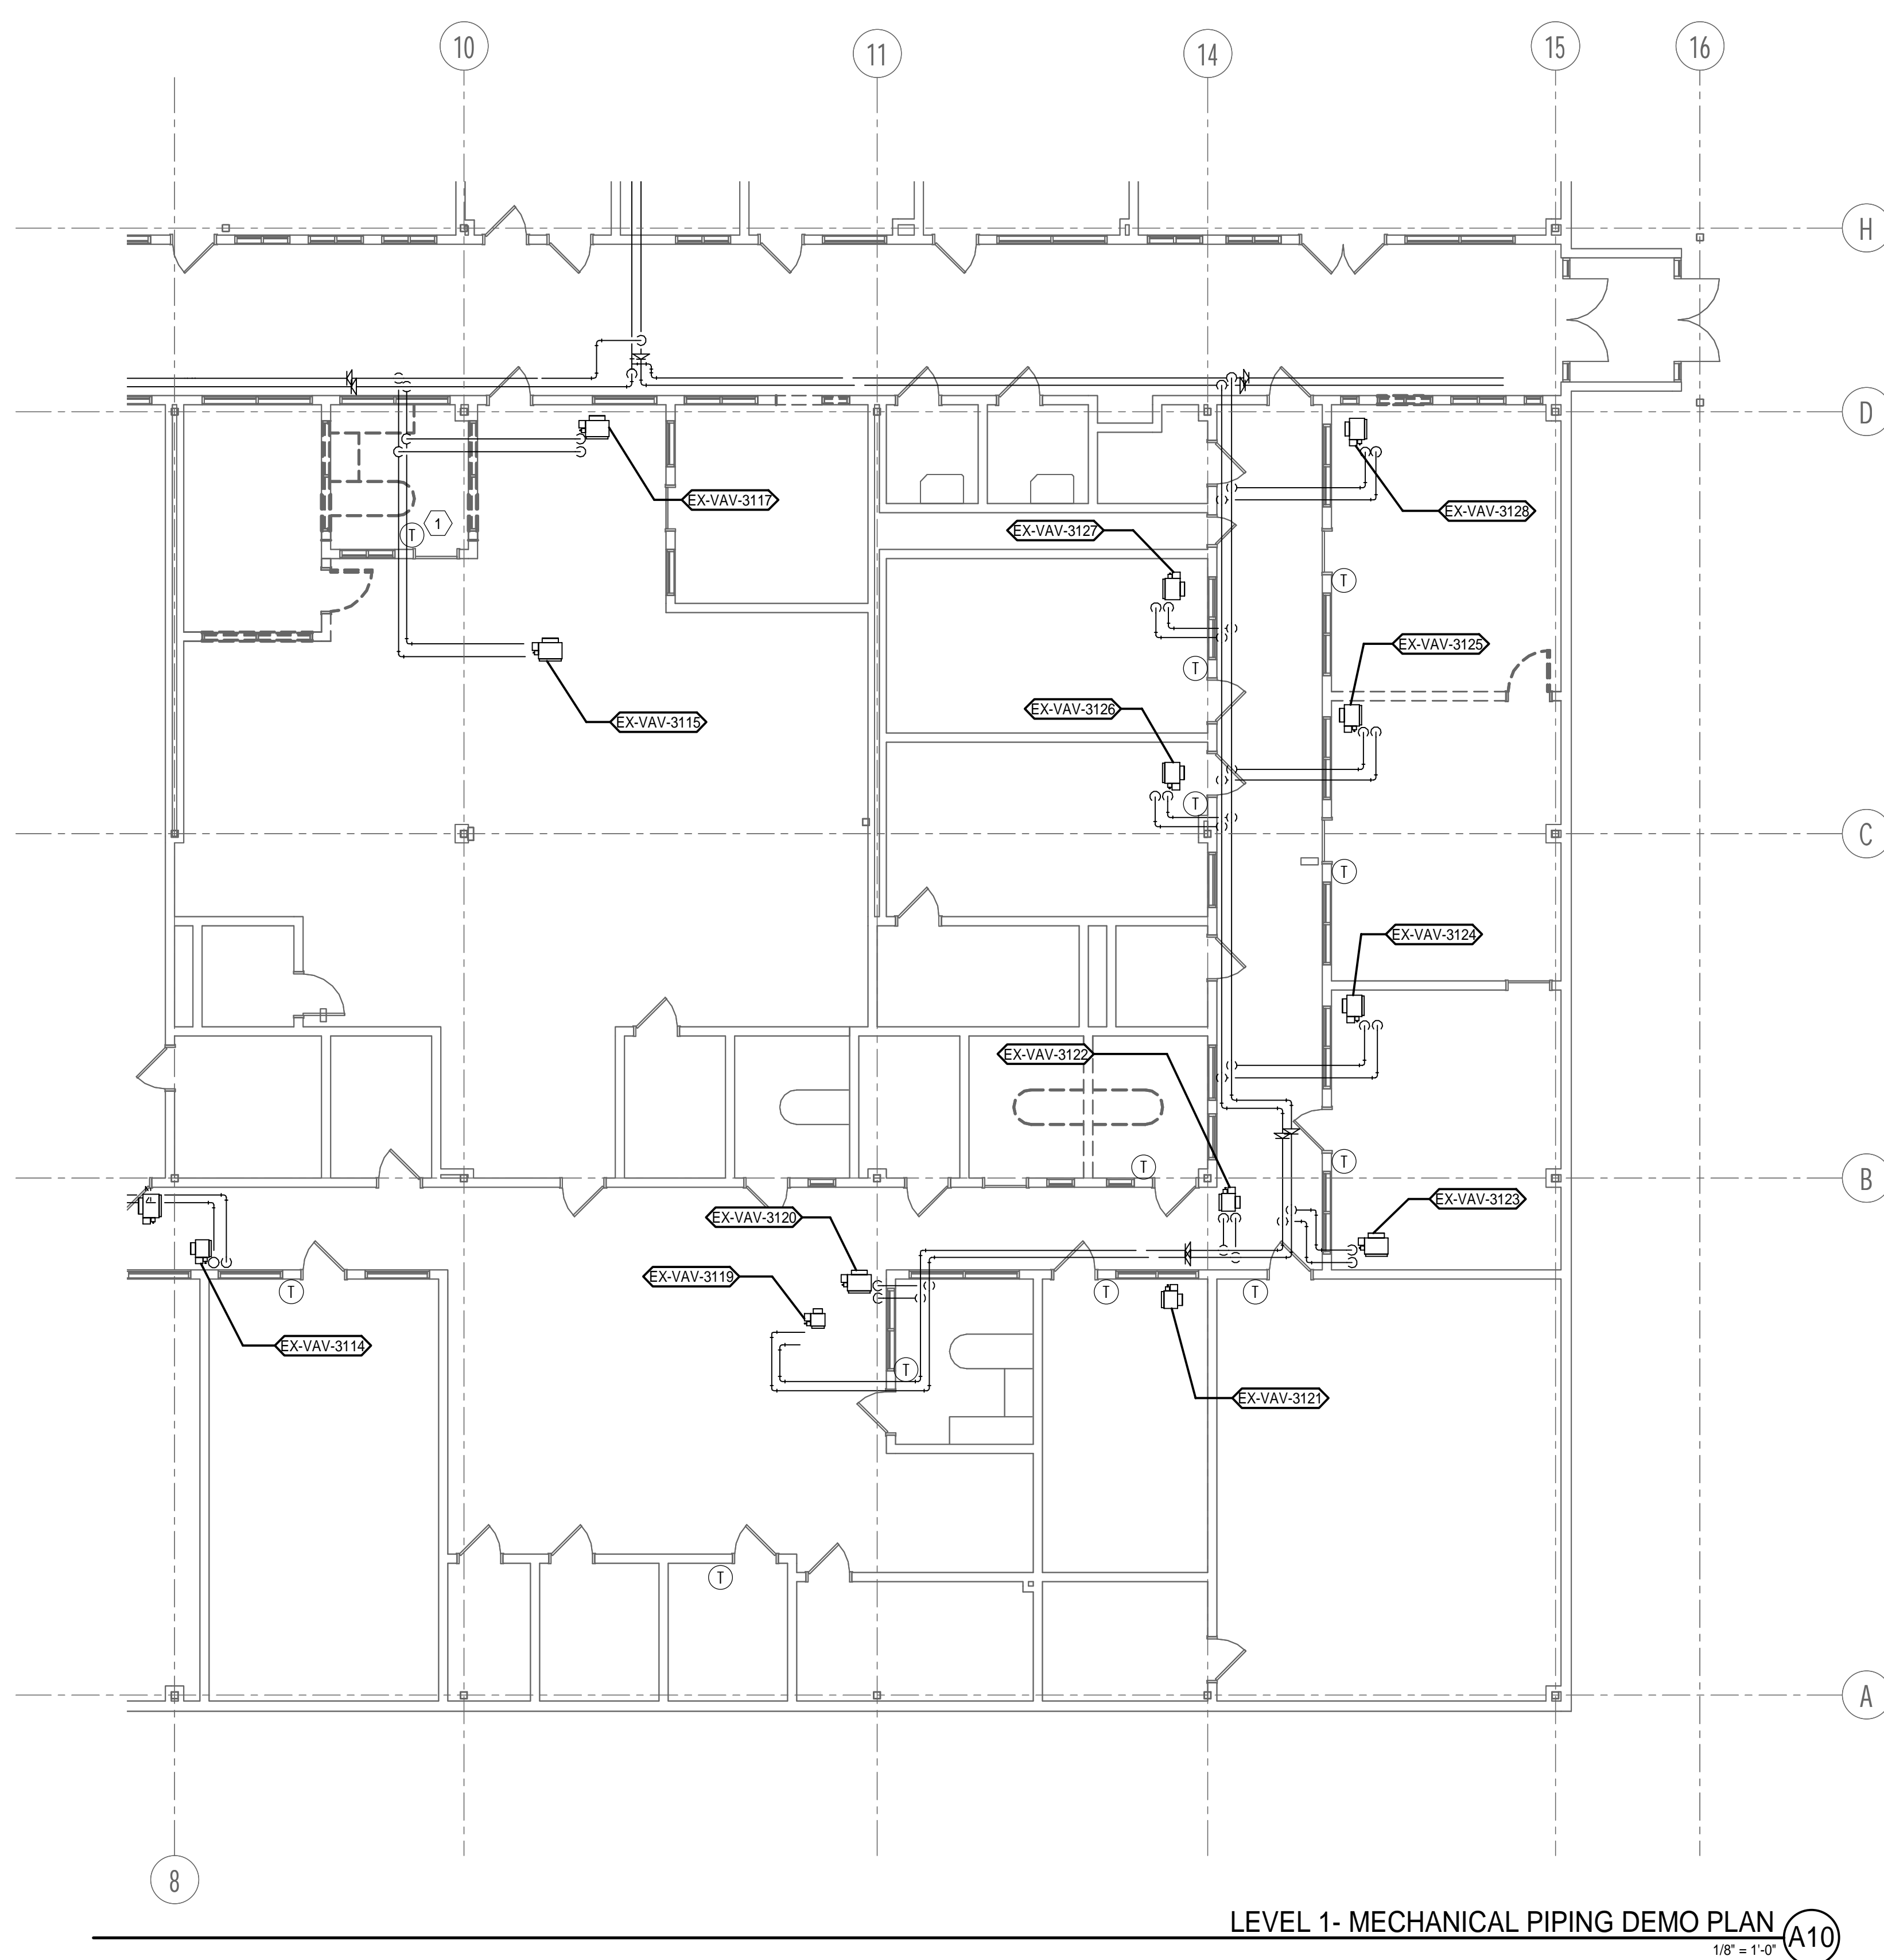 10
11
14
15
16
H
D
EX-VAV-3117
EX-VAV-3128
1
T
EX-VAV-3127
T
EX-VAV-3125
T
EX-VAV-3126
EX-VAV-3115
T
C
T
EX-VAV-3124
EX-VAV-3122
T
T
B
EX-VAV-3123
EX-VAV-3120
EX-VAV-3119
T
T
T
EX-VAV-3114
T
EX-VAV-3121
T
A
8
LEVEL 1- MECHANICAL PIPING DEMO PLAN
A10
1/8" = 1'-0"